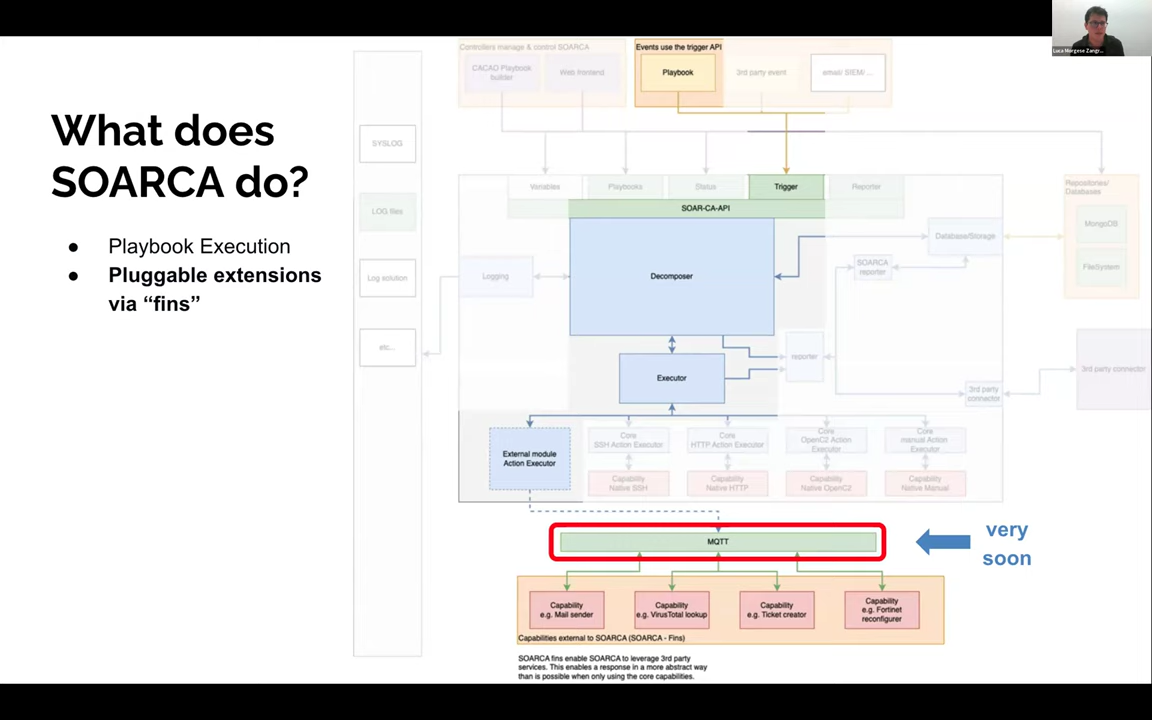 Luca Morgese Zangr...
What does
SOARCA do?
● Playbook Execution
● Pluggable extensions
via “fins”
SYSLOG
LOG files
Log solution
etc...
Controllers manage & control SOARCA
CACAO Playbook
builder
Web frontend
Events use the trigger API
Playbook
3rd party event
email/ SIEM/ ...
Variables
Playbooks
Status
Trigger
Reporter
SOAR-CA-API
Decomposer
Logging
Database/Storage
SOARCA
reporter
Repositories/
Databases
MongoDB
FileSystem
Executor
reporter
3rd party
connector
3rd party connector
External module
Action Executor
Core
SSH Action Executor
Core
HTTP Action Executor
Core
OpenC2 Action
Executor
Core
manual Action
Executor
Capability
Native SSH
Capability
Native HTTP
Capability
Native OpenC2
Capability
Native Manual
MQTT
very
soon
Capability
e.g. Mail sender
Capability
e.g. VirusTotal lookup
Capability
e.g. Ticket creator
Capability
e.g. Fortinet
reconfigurer
Capabilities external to SOARCA (SOARCA - Fins)
SOARCA fins enable SOARCA to leverage 3rd party
services. This enables a response in a more abstract way
than is possible when only using the core capabilities.